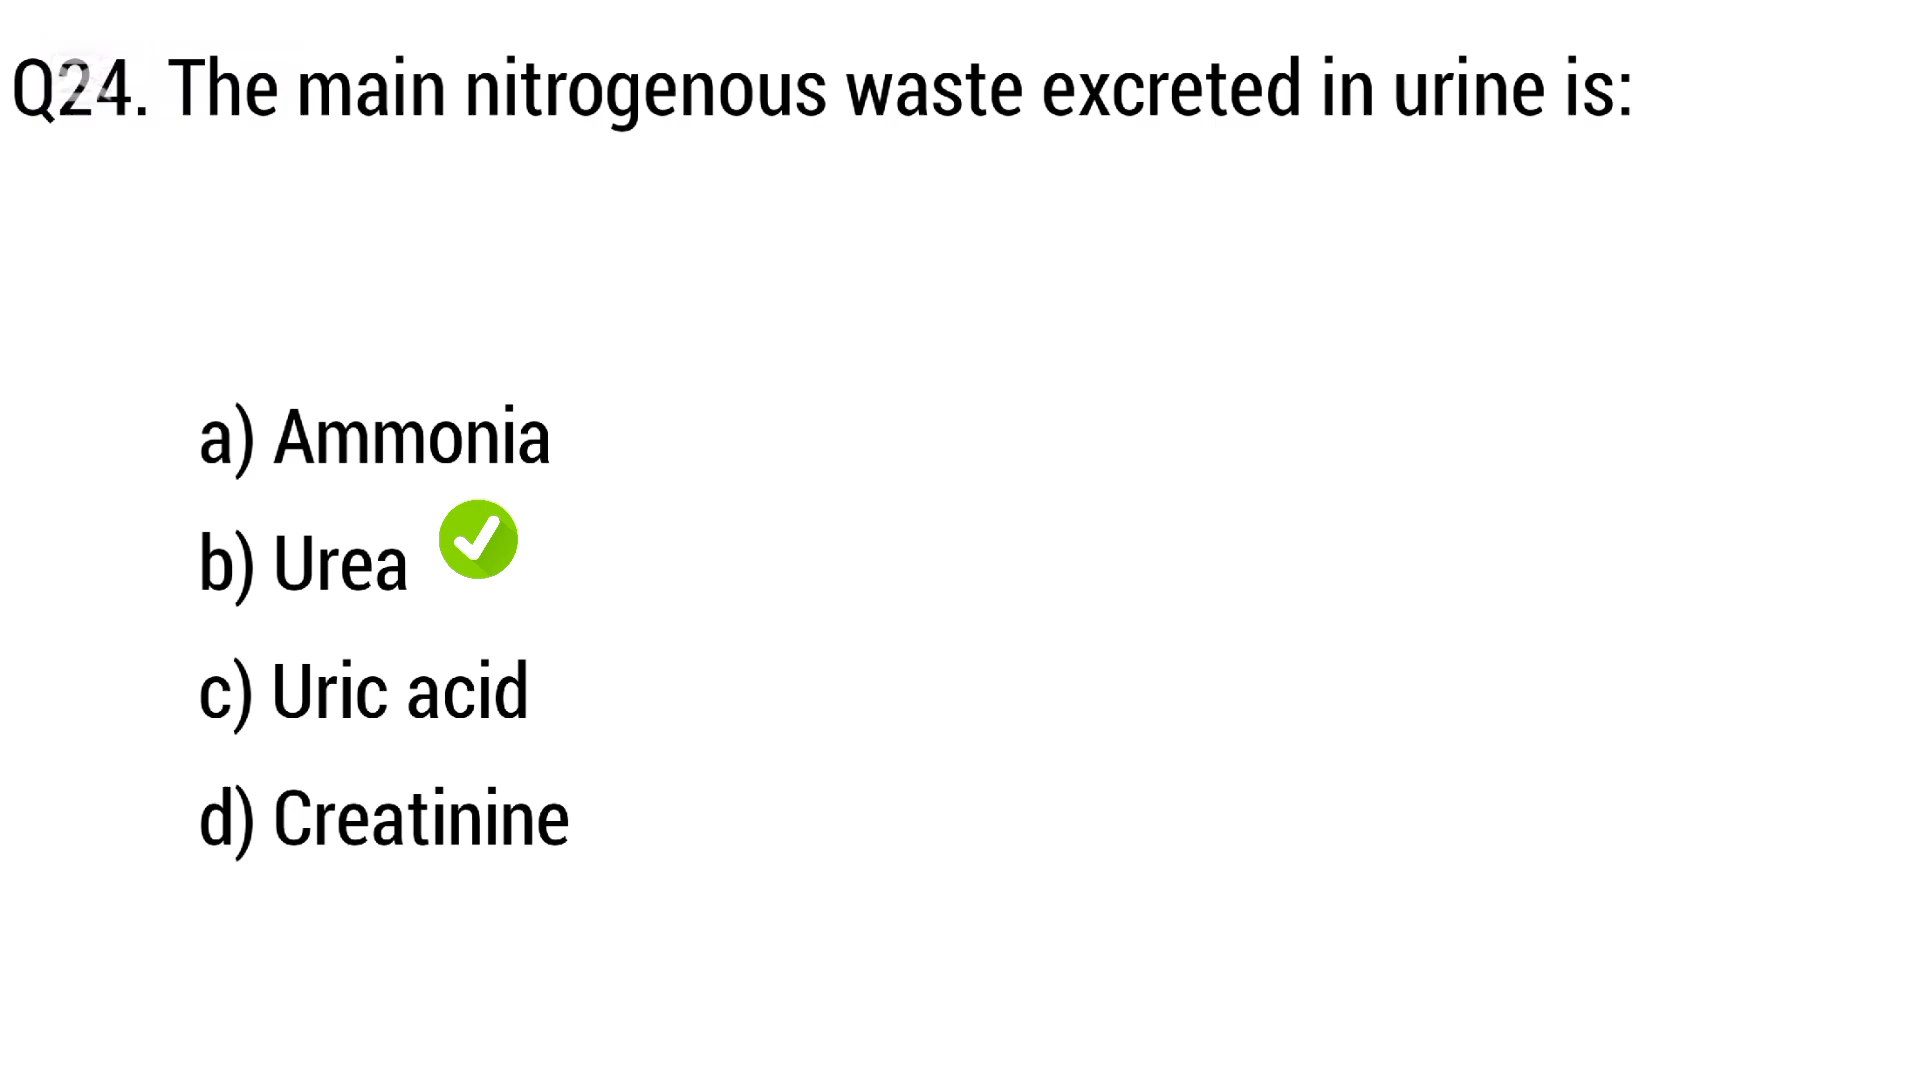 Q24. The main nitrogenous waste excreted in urine is:
a) Ammonia
b) Urea
c) Uric acid
d) Creatinine